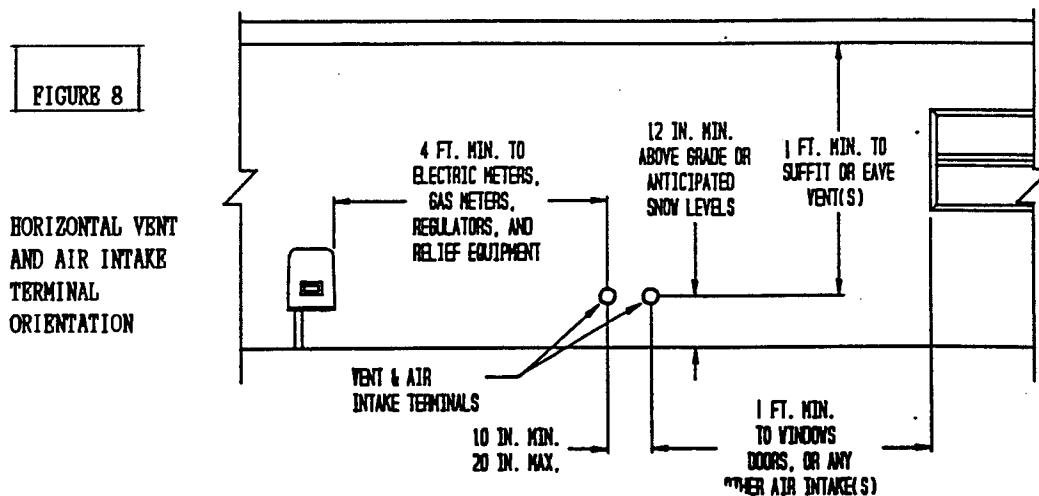 FIGURE 8
HORIZONTAL VENT
AND AIR INTAKE
TERMINAL
ORIENTATION
4 FT. MIN. TO
ELECTRIC METERS,
GAS METERS,
REGULATORS, AND
RELIEF EQUIPMENT
12 IN. MIN.
ABOVE GRADE OR
ANTICIPATED
SNOW LEVELS
1 FT. MIN. TO
SUFFIT OR EAVE
VENT(S)
VENT & AIR
INTAKE TERMINALS
10 IN. MIN.
20 IN. MAX.
1 FT. MIN.
TO WINDOWS
DOORS, OR ANY
OTHER AIR INTAKE(S)